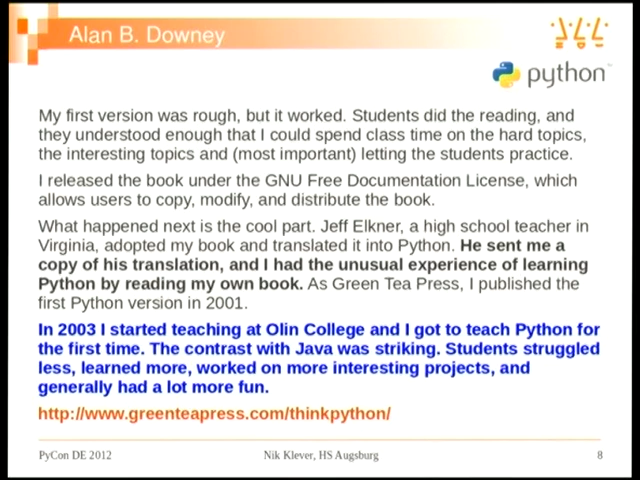 Alan B. Downey
python
My first version was rough, but it worked. Students did the reading, and
they understood enough that I could spend class time on the hard topics,
the interesting topics and (most important) letting the students practice.
I released the book under the GNU Free Documentation License, which
allows users to copy, modify, and distribute the book.
What happened next is the cool part. Jeff Elkner, a high school teacher in
Virginia, adopted my book and translated it into Python. He sent me a
copy of his translation, and I had the unusual experience of learning
Python by reading my own book. As Green Tea Press, I published the
first Python version in 2001.
In 2003 I started teaching at Olin College and I got to teach Python for
the first time. The contrast with Java was striking. Students struggled
less, learned more, worked on more interesting projects, and
generally had a lot more fun.
http://www.greenteapress.com/thinkpython/
PyCon DE 2012 Nik Klever, HS Augsburg 8